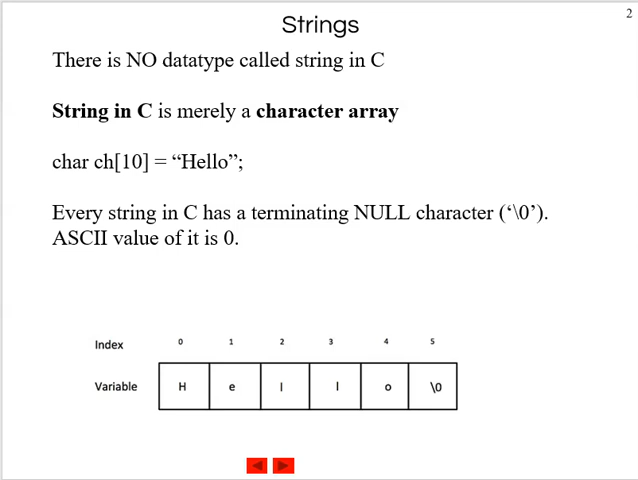 2
Strings
There is NO datatype called string in C
String in C is merely a character array
char ch[10] = “Hello”;
Every string in C has a terminating NULL character (‘\0’).
ASCII value of it is 0.
Index 0 1 2 3 4 5
Variable H e l l o \0